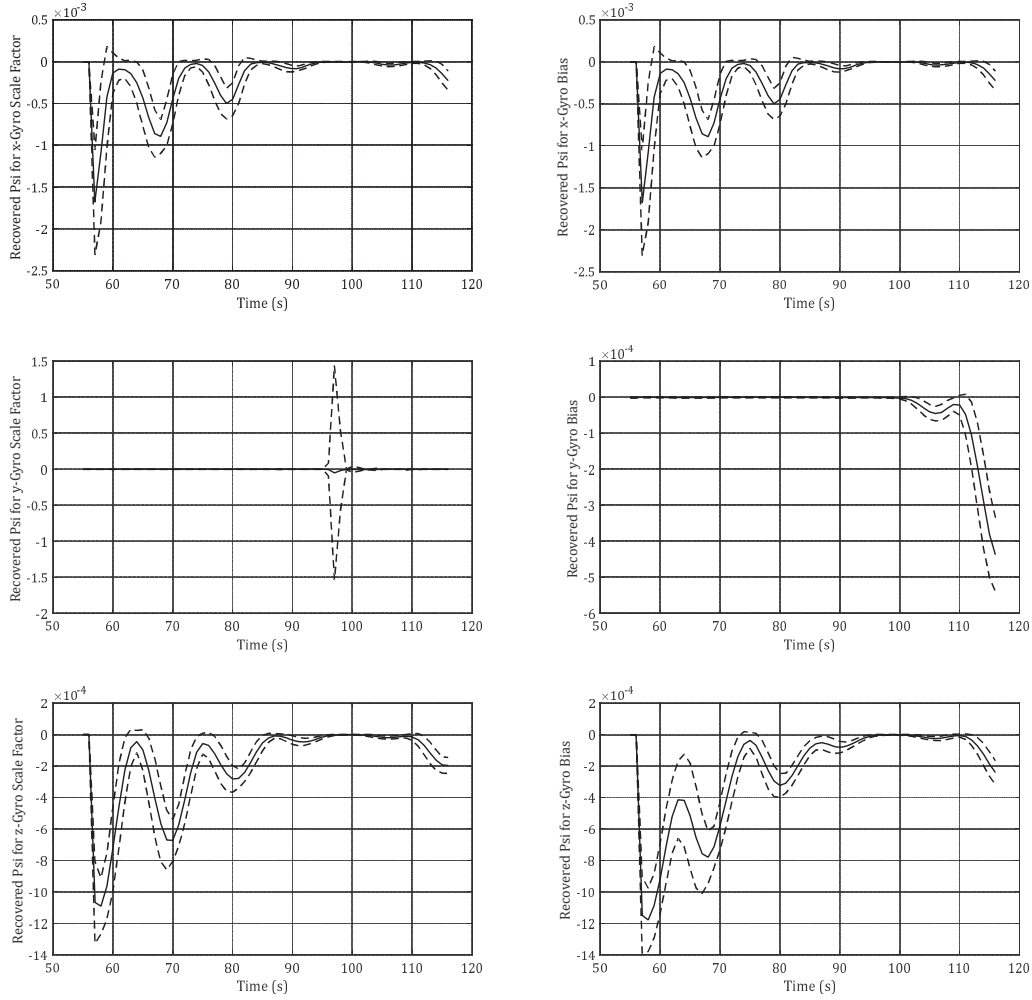 ×10-3
0.5
0
-0.5
-1
-1.5
-2
-2.5
Recovered Psi for x-Gyro Scale Factor
50 60 70 80 90 100 110 120
Time (s)
×10-3
0.5
0
-0.5
-1
-1.5
-2
-2.5
Recovered Psi for x-Gyro Bias
50 60 70 80 90 100 110 120
Time (s)
1.5
1
0.5
0
-0.5
-1
-1.5
-2
Recovered Psi for y-Gyro Scale Factor
50 60 70 80 90 100 110 120
Time (s)
×10-4
1
0
-1
-2
-3
-4
-5
-6
Recovered Psi for y-Gyro Bias
50 60 70 80 90 100 110 120
Time (s)
×10-4
2
0
-2
-4
-6
-8
-10
-12
-14
Recovered Psi for z-Gyro Scale Factor
50 60 70 80 90 100 110 120
Time (s)
×10-4
2
0
-2
-4
-6
-8
-10
-12
-14
Recovered Psi for z-Gyro Bias
50 60 70 80 90 100 110 120
Time (s)